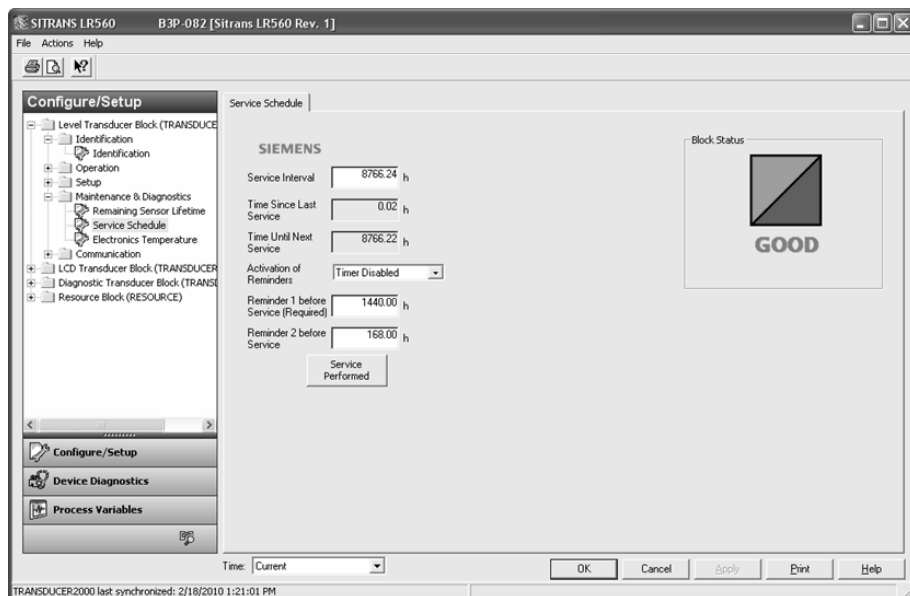 SITRANS LR560 B3P-082 [Sitrans LR560 Rev. 1]
File Actions Help
Configure/Setup
Level Transducer Block (TRANSDUCE
Identification
Identification
Operation
Setup
Maintenance & Diagnostics
Remaining Sensor Lifetime
Service Schedule
Electronics Temperature
Communication
LCD Transducer Block (TRANSDUCER
Diagnostic Transducer Block (TRANS
Resource Block (RESOURCE)
Configure/Setup
Device Diagnostics
Process Variables
Service Schedule
SIEMENS
Service Interval 8766.24 h
Time Since Last
Service 0.02 h
Time Until Next
Service 8766.22 h
Activation of
Reminders Timer Disabled
Reminder 1 before
Service (Required) 1440.00 h
Reminder 2 before
Service 168.00 h
Service
Performed
Block Status
GOOD
Time: Current
OK Cancel Apply Print Help
TRANSDUCER2000 last synchronized: 2/18/2010 1:21:01 PM